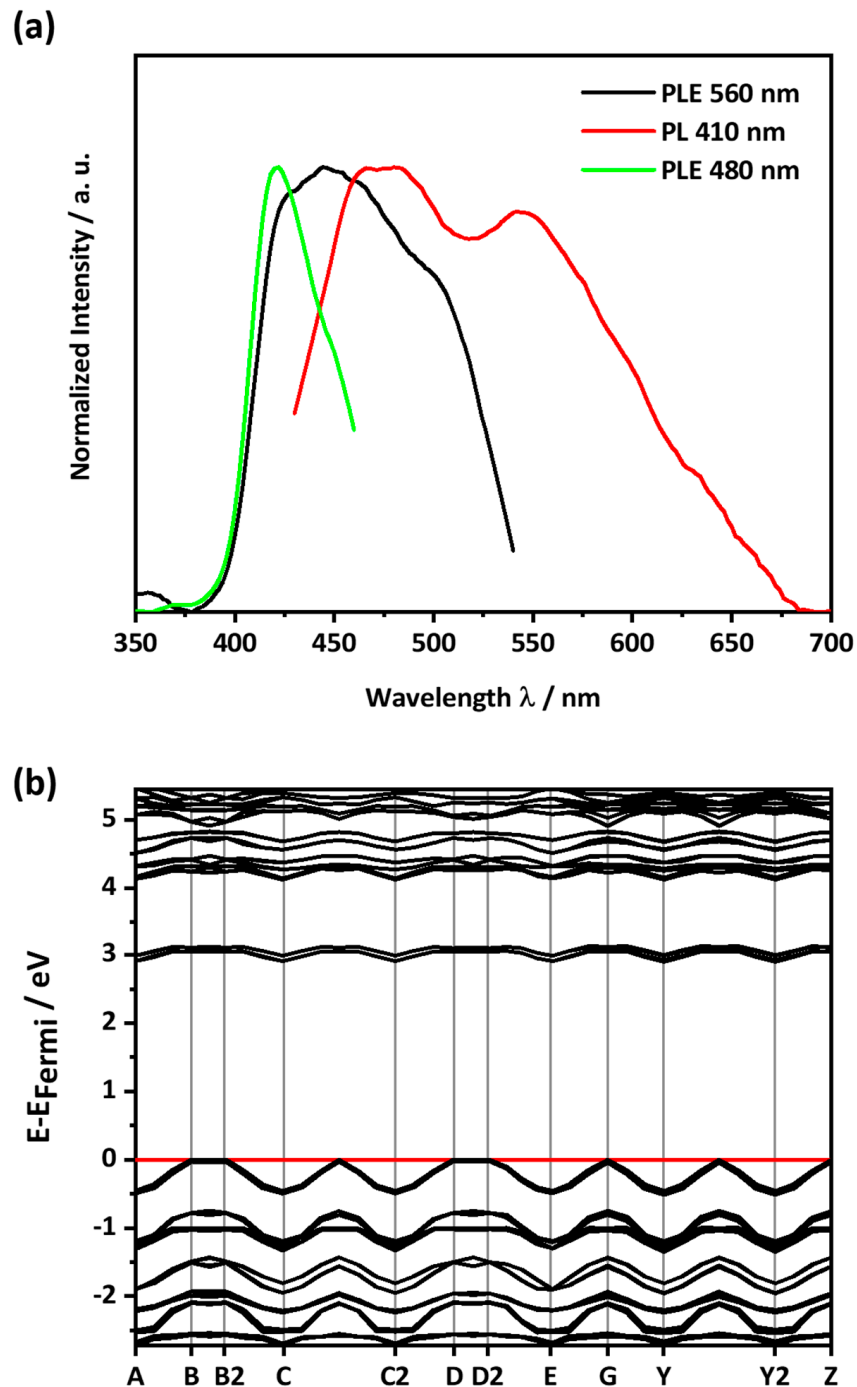 (a)
PLE 560 nm
PL 410 nm
PLE 480 nm
Normalized Intensity / a. u.
350 400 450 500 550 600 650 700
Wavelength λ / nm
(b)
E-EFermi / eV
5
4
3
2
1
0
-1
-2
A B B2 C C2 D D2 E G Y Y2 Z